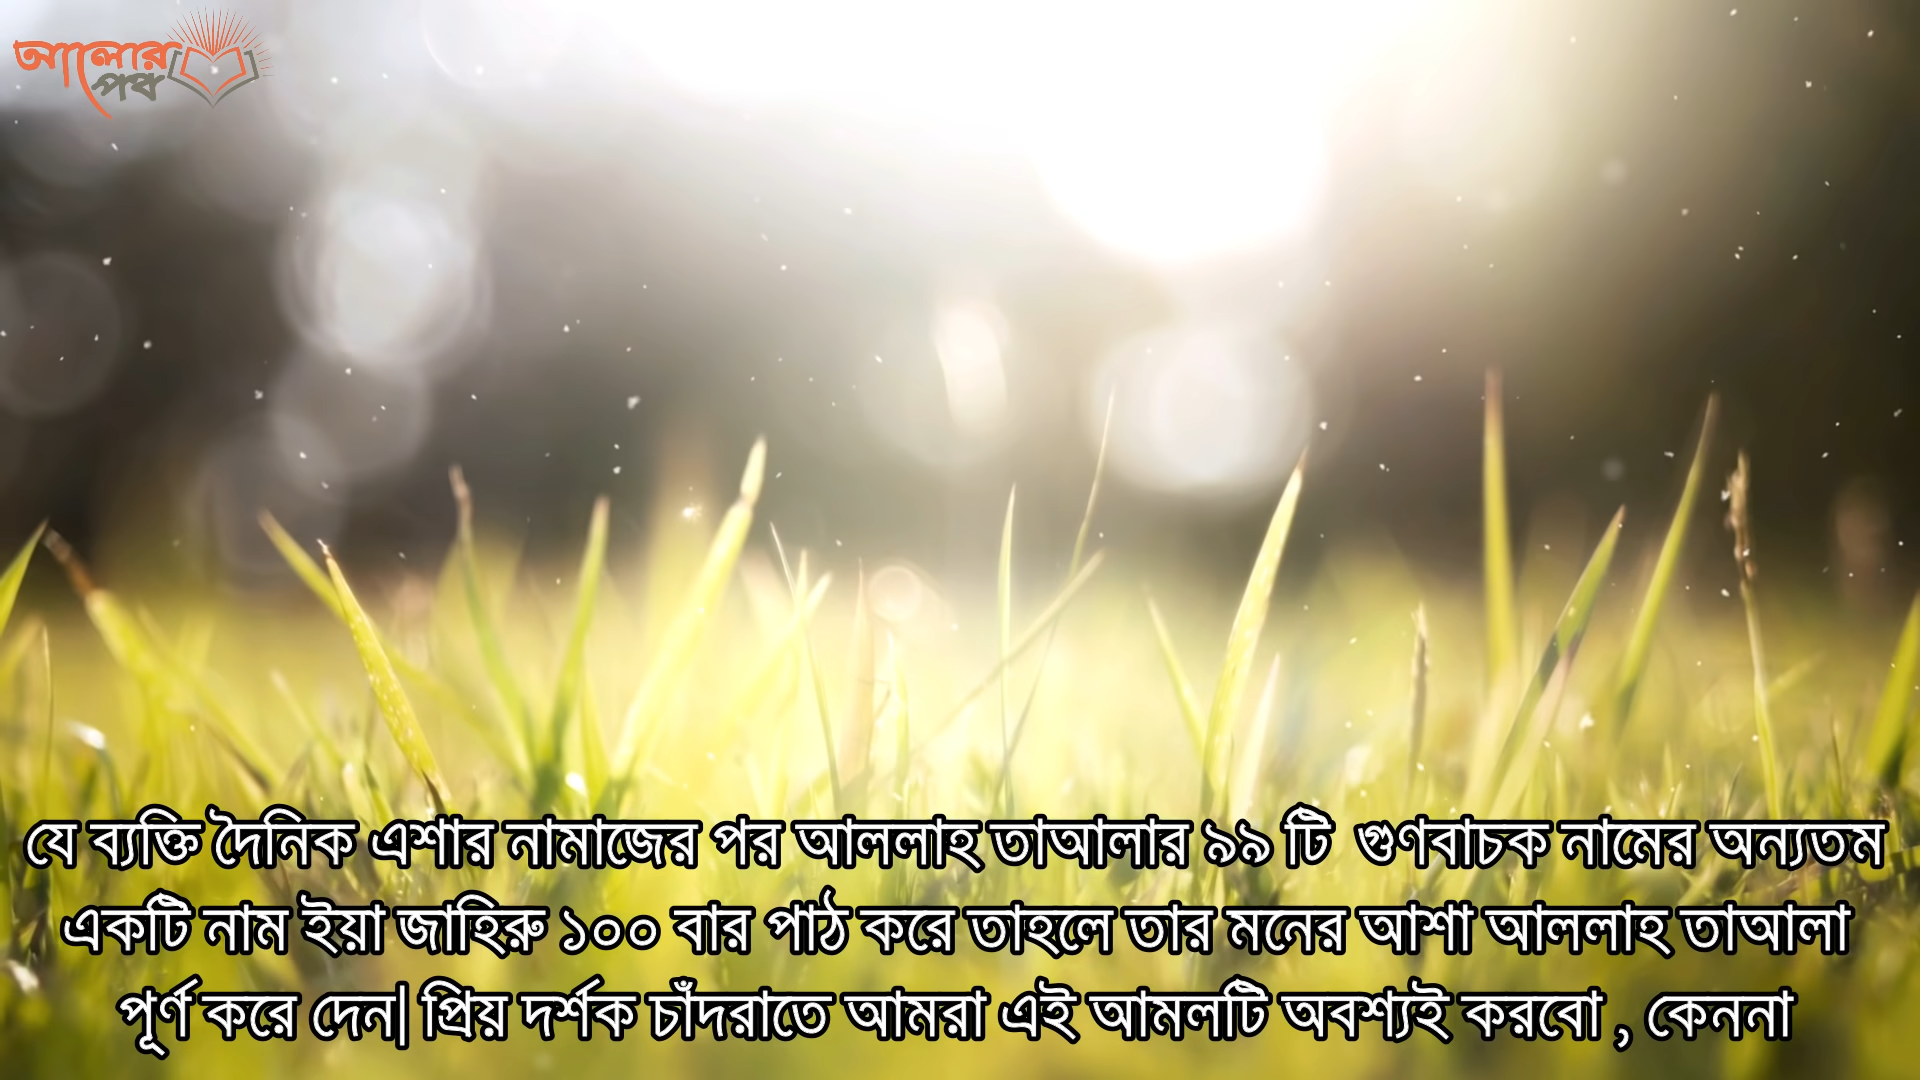 আলোর
পথ
যে ব্যক্তি দৈনিক এশার নামাজের পর আললাহ তাআলার ৯৯ টি গুণবাচক নামের অন্যতম
একটি নাম ইয়া জাহিরু ১০০ বার পাঠ করে তাহলে তার মনের আশা আললাহ তাআলা
পূর্ণ করে দেন| প্রিয় দর্শক চাঁদরাতে আমরা এই আমলটি অবশ্যই করবো , কেননা